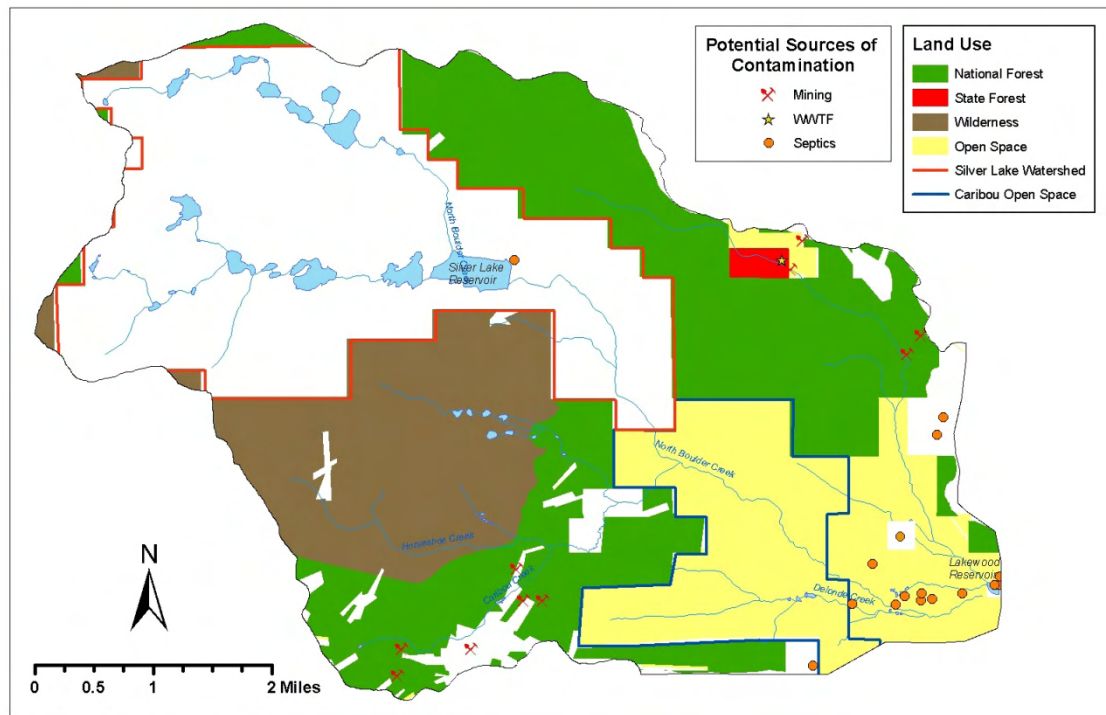 Potential Sources of
Contamination
Mining
WWTF
Septics
Land Use
National Forest
State Forest
Wilderness
Open Space
Silver Lake Watershed
Caribou Open Space
North Boulder Creek
Silver Lake
Reservoir
North Boulder Creek
Horseshoe Creek
Caribou Creek
Delonde Creek
Lakewood
Reservoir
N
0 0.5 1 2 Miles